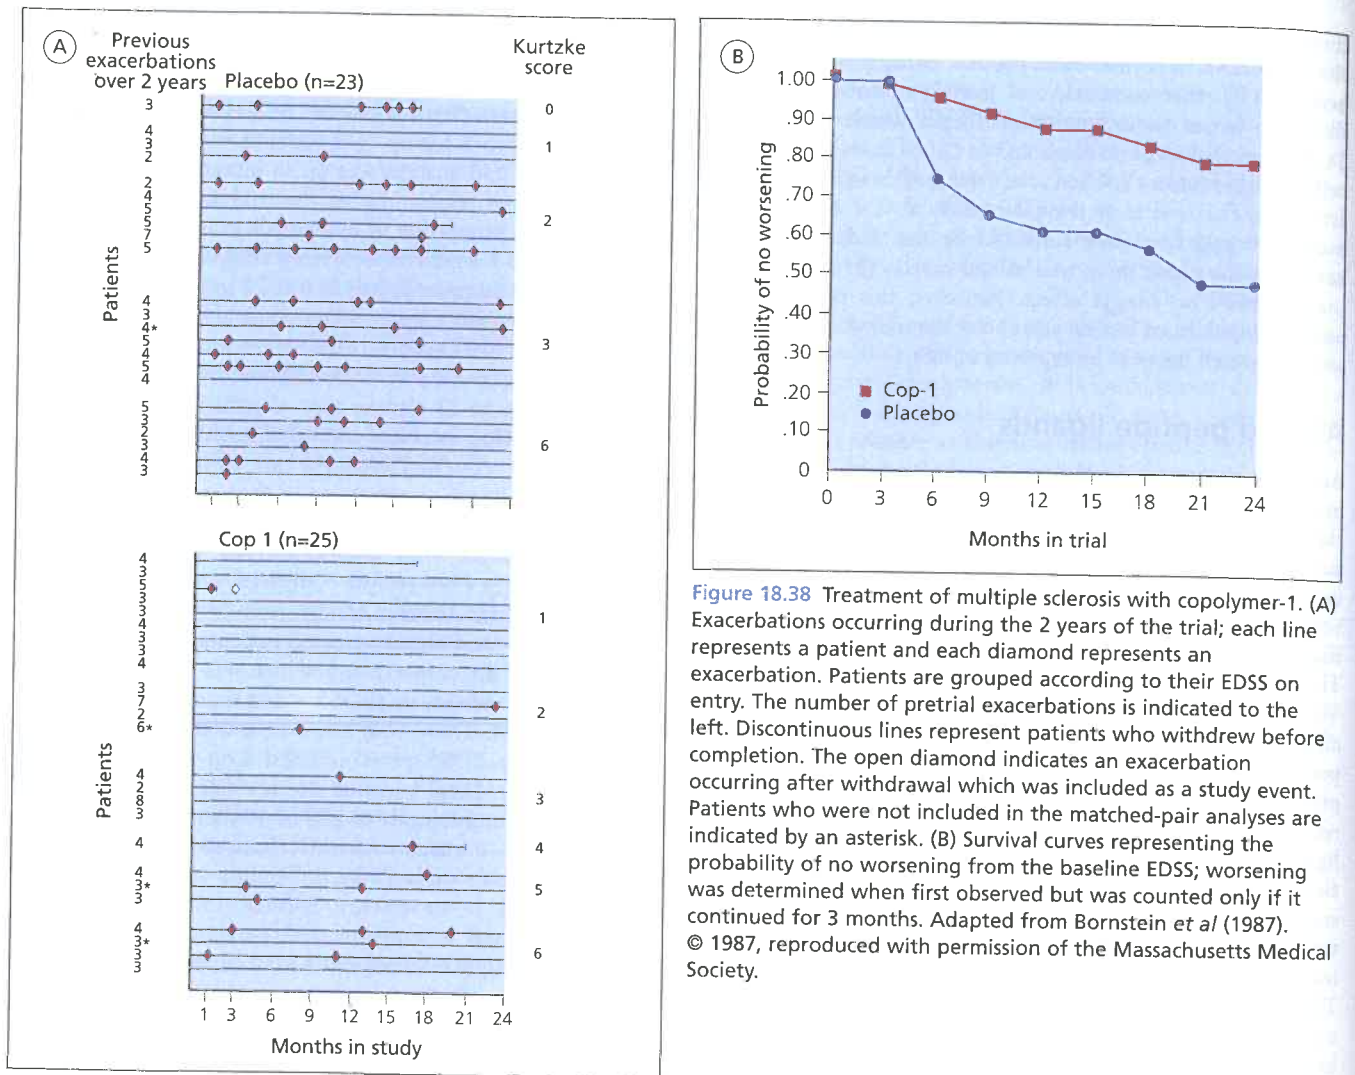 A
Previous
exacerbations
over 2 years Placebo (n=23)
Kurtzke
score
Patients
3
0
4
3
1
2
2
4
5
5
2
7
5
4
3
4*
5
3
4
5
4
5
3
2
3
6
4
3
Cop 1 (n=25)
Patients
4
3
5
3
3
1
4
3
3
4
3
7
2
2
6*
4
2
8
3
3
4
4
4
3*
5
3
4
3*
3
6
3
1 3 6 9 12 15 18 21 24
Months in study
B
Probability of no worsening
1.00
.90
.80
.70
.60
.50
.40
.30
.20
.10
0
Cop-1
Placebo
0 3 6 9 12 15 18 21 24
Months in trial
Figure 18.38 Treatment of multiple sclerosis with copolymer-1. (A)
Exacerbations occurring during the 2 years of the trial; each line
represents a patient and each diamond represents an
exacerbation. Patients are grouped according to their EDSS on
entry. The number of pretrial exacerbations is indicated to the
left. Discontinuous lines represent patients who withdrew before
completion. The open diamond indicates an exacerbation
occurring after withdrawal which was included as a study event.
Patients who were not included in the matched-pair analyses are
indicated by an asterisk. (B) Survival curves representing the
probability of no worsening from the baseline EDSS; worsening
was determined when first observed but was counted only if it
continued for 3 months. Adapted from Bornstein et al (1987).
© 1987, reproduced with permission of the Massachusetts Medical
Society.